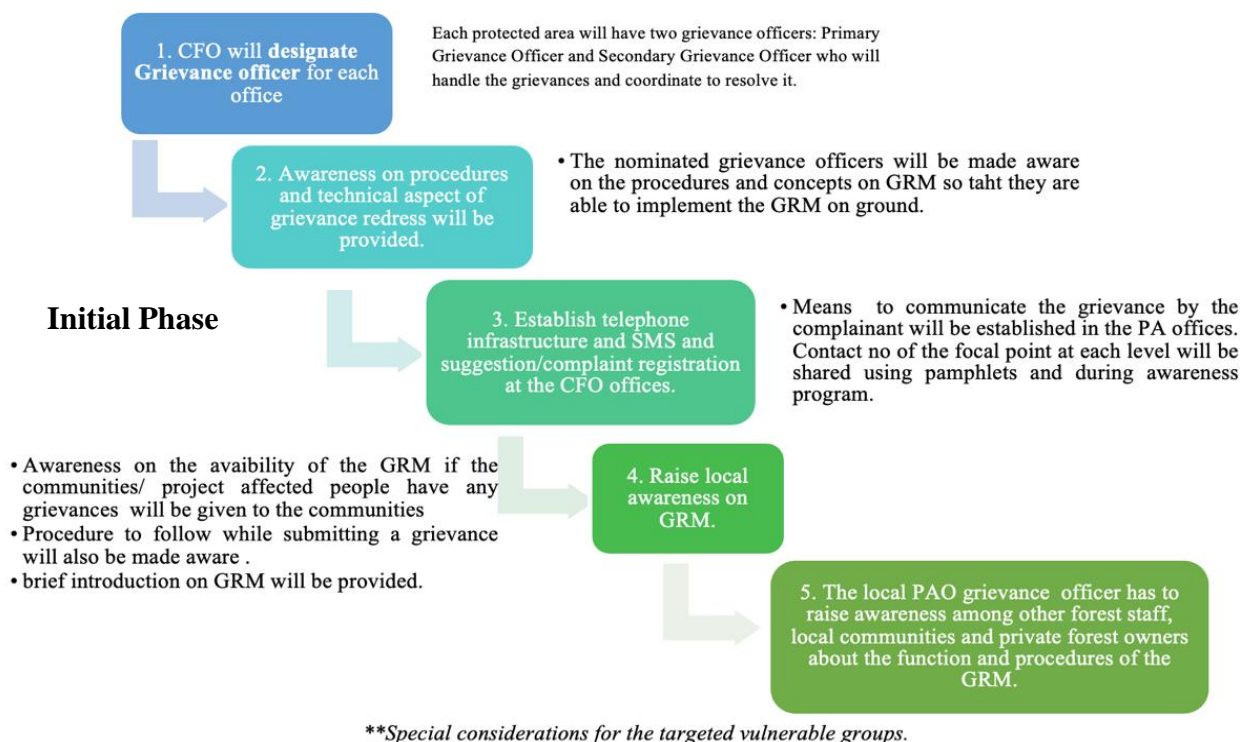 1. CFO will designate
Grievance officer for each
office
Each protected area will have two grievance officers: Primary
Grievance Officer and Secondary Grievance Officer who will
handle the grievances and coordinate to resolve it.
2. Awareness on procedures
and technical aspect of
grievance redress will be
provided.
• The nominated grievance officers will be made aware
on the procedures and concepts on GRM so taht they are
able to implement the GRM on ground.
Initial Phase
3. Establish telephone
infrastructure and SMS and
suggestion/complaint registration
at the CFO offices.
• Means to communicate the grievance by the
complainant will be established in the PA offices.
Contact no of the focal point at each level will be
shared using pamphlets and during awareness
program.
• Awareness on the avaibility of the GRM if the
communities/ project affected people have any
grievances will be given to the communities
• Procedure to follow while submitting a grievance
will also be made aware .
• brief introduction on GRM will be provided.
4. Raise local
awareness on
GRM.
5. The local PAO grievance officer has to
raise awareness among other forest staff,
local communities and private forest owners
about the function and procedures of the
GRM.
**Special considerations for the targeted vulnerable groups.